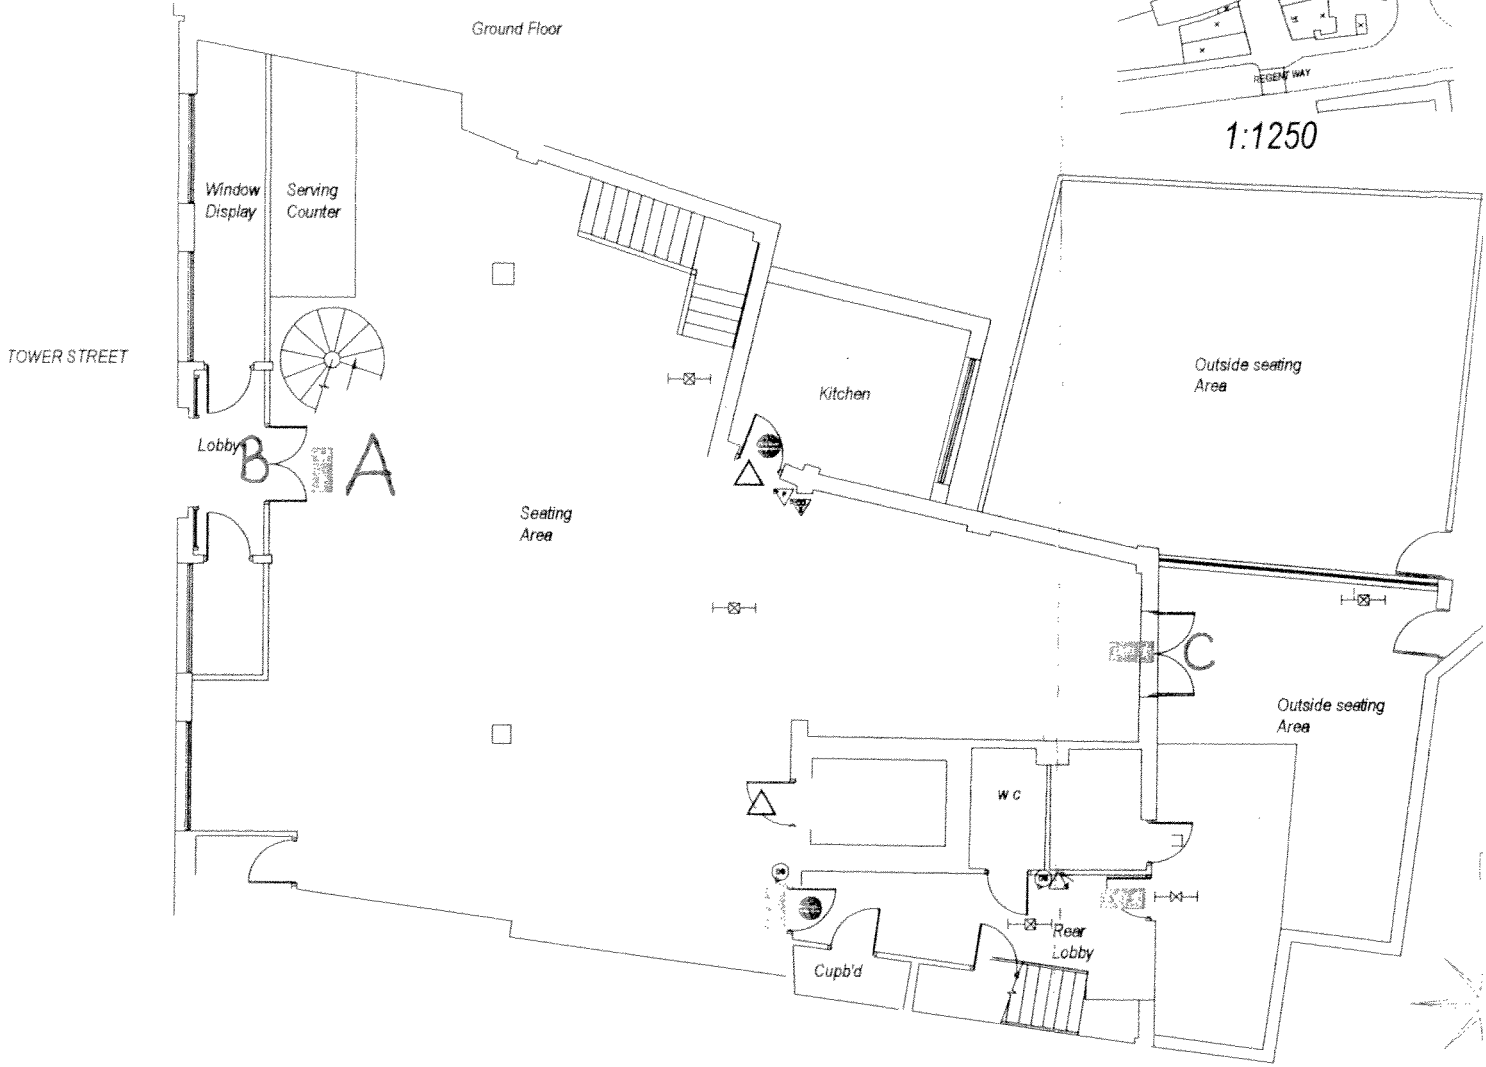 Ground Floor
REGENT WAY
1:1250
Window
Display
Serving
Counter
TOWER STREET
Outside seating
Area
Kitchen
Lobby
B
A
Seating
Area
C
Outside seating
Area
W C
Rear
Lobby
Cupb'd